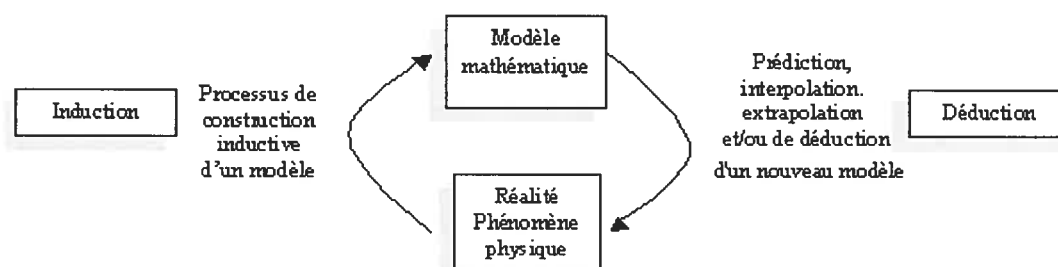 Induction
Processus de
construction
inductive
d'un modèle
Modèle
mathématique
Réalité
Phénomène
physique
Prédiction,
interpolation.
extrapolation
et/ou de déduction
d'un nouveau modèle
Déduction